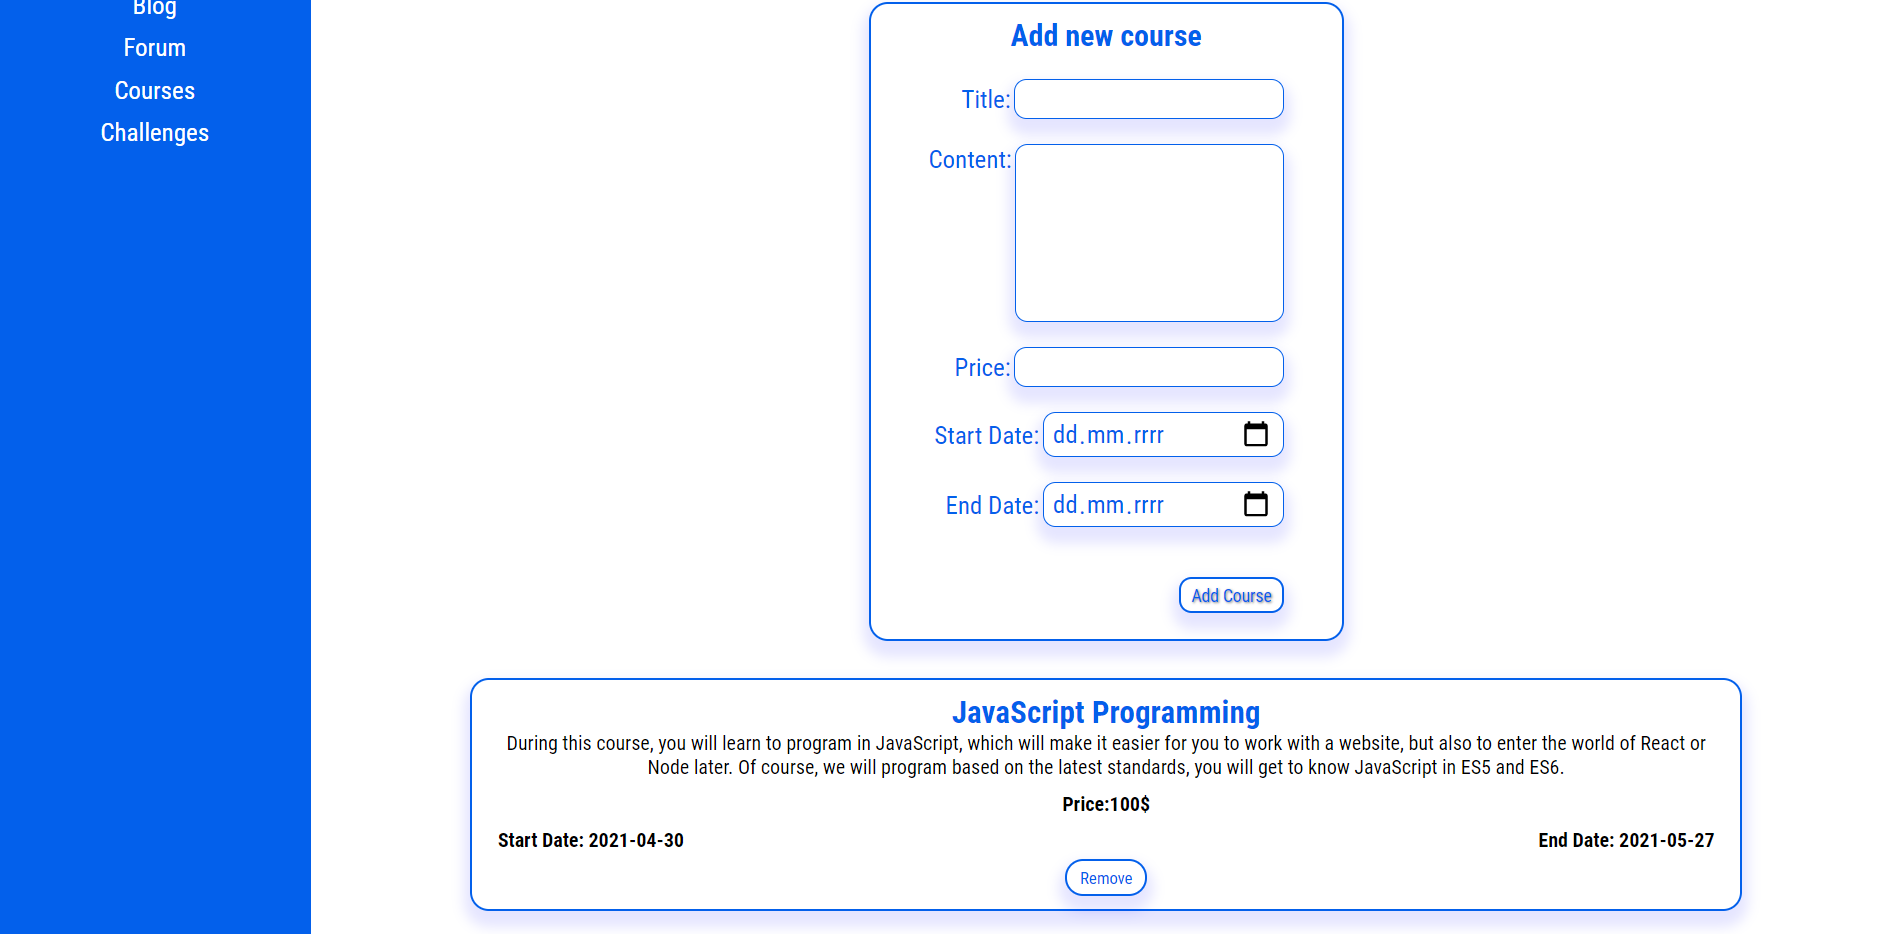 Blog
Forum
Courses
Challenges
Add new course
Title:
Content:
Price:
Start Date: dd.mm.rrrr
End Date: dd.mm.rrrr
Add Course
JavaScript Programming
During this course, you will learn to program in JavaScript, which will make it easier for you to work with a website, but also to enter the world of React or
Node later. Of course, we will program based on the latest standards, you will get to know JavaScript in ES5 and ES6.
Price:100$
Start Date: 2021-04-30 End Date: 2021-05-27
Remove